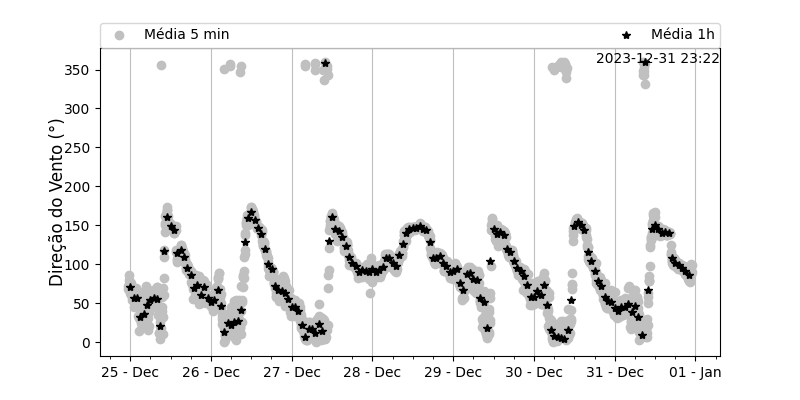 Média 5 min
Média 1h
2023-12-31 23:22
Direção do Vento (°)
350
300
250
200
150
100
50
0
25 - Dec
26 - Dec
27 - Dec
28 - Dec
29 - Dec
30 - Dec
31 - Dec
01 - Jan